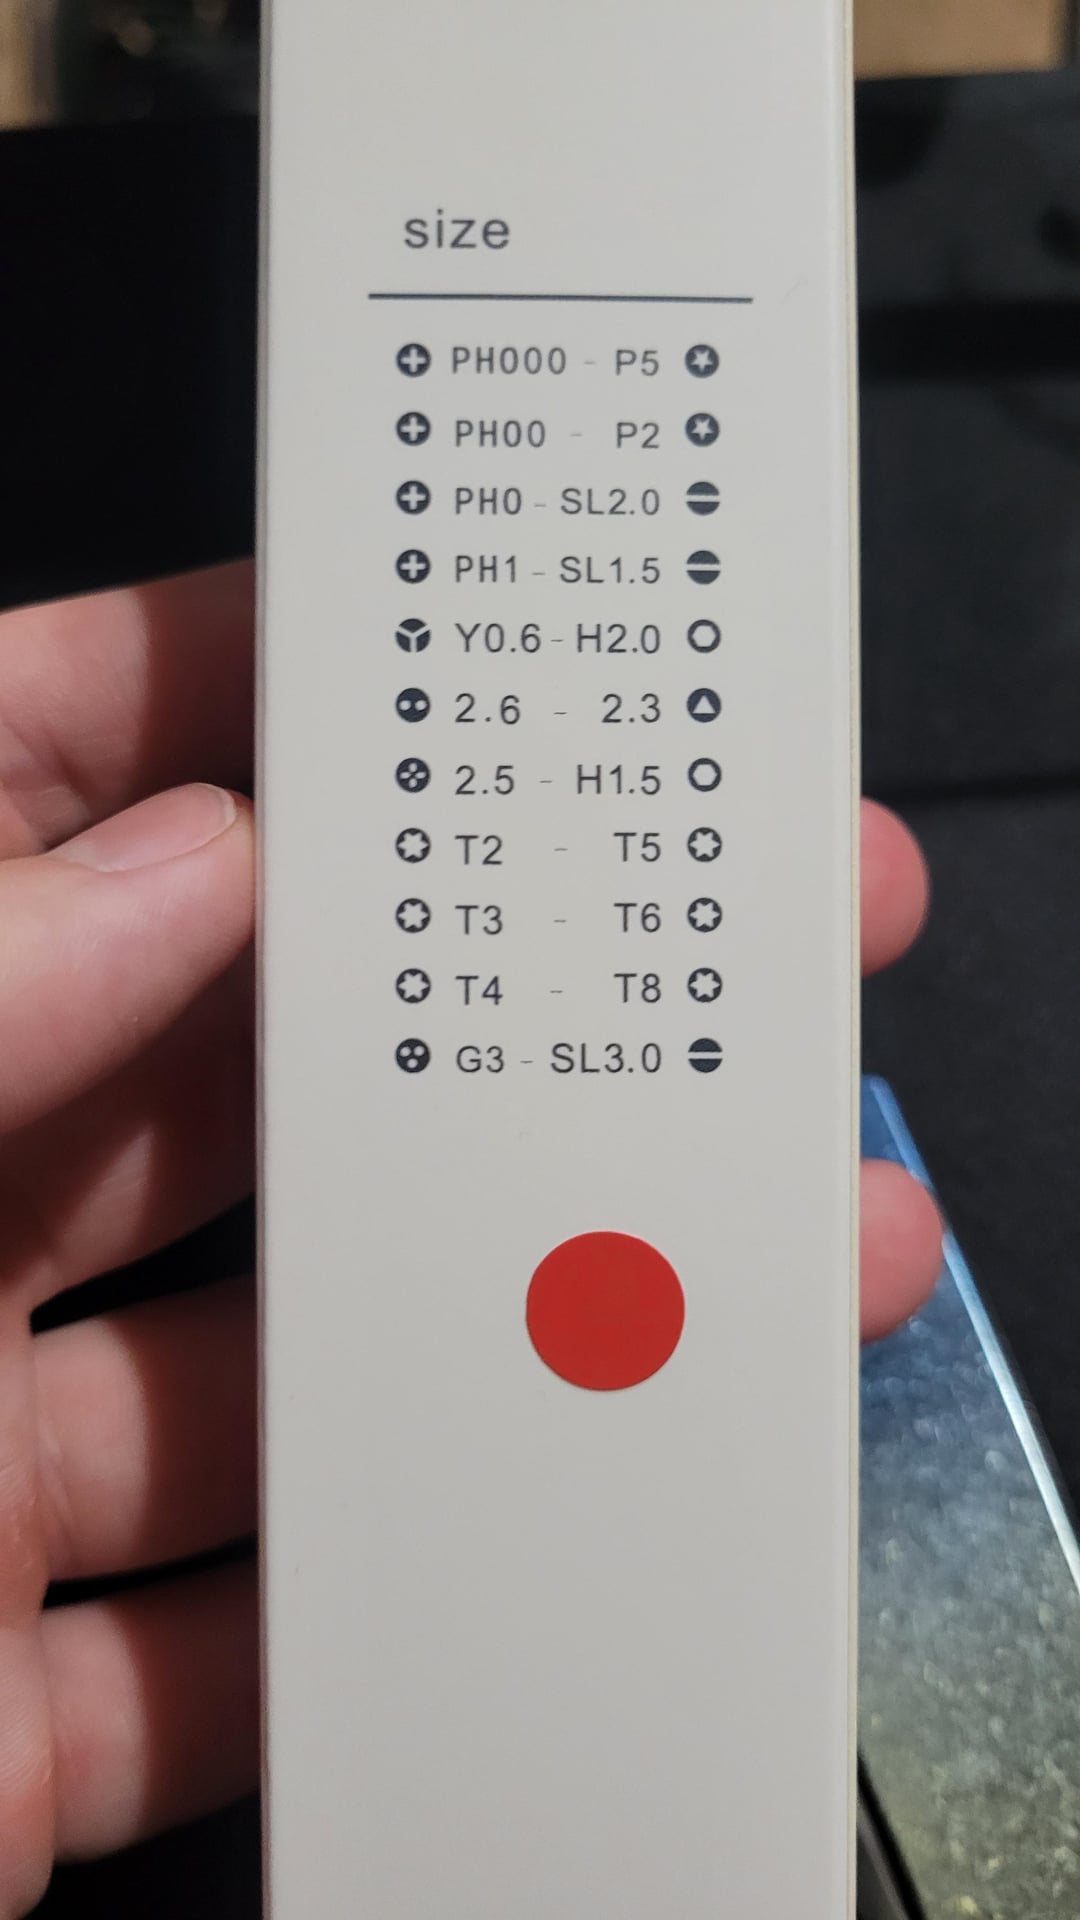 size
PH000 - P5
PH00 - P2
PH0 - SL2.0
PH1 - SL1.5
Y0.6 - H2.0
2.6 - 2.3
2.5 - H1.5
T2 - T5
T3 - T6
T4 - T8
G3 - SL3.0